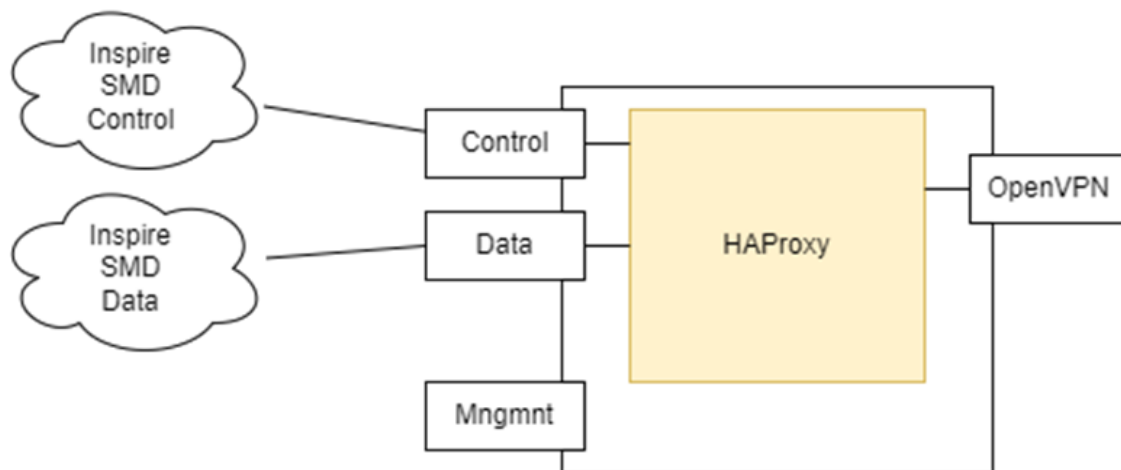 Inspire
SMD
Control
Control
Inspire
SMD
Data
Data
HAProxy
OpenVPN
Mngmnt